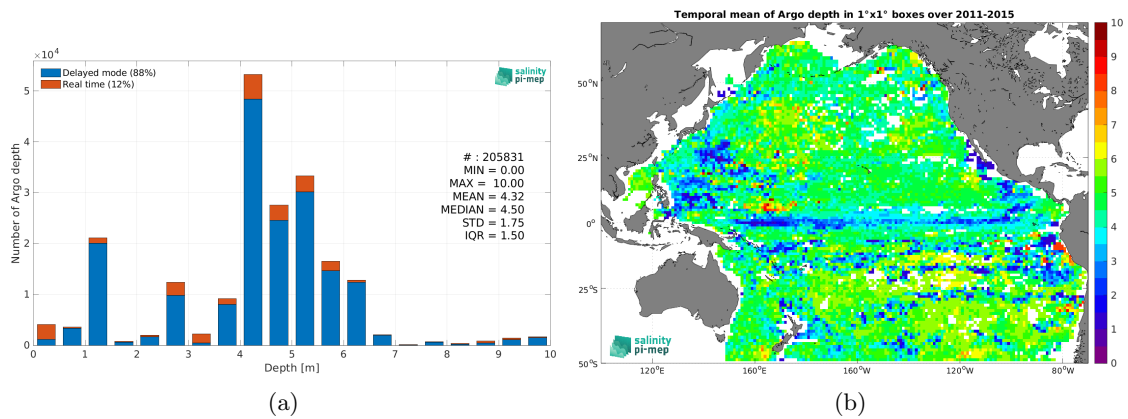 ×10⁴
Delayed mode (88%)
Real time (12%)
salinity
pi-mep
5
4
3
2
1
0
Number of Argo depth
# : 205831
MIN = 0.00
MAX = 10.00
MEAN = 4.32
MEDIAN = 4.50
STD = 1.75
IQR = 1.50
0 1 2 3 4 5 6 7 8 9 10
Depth [m]
(a)
Temporal mean of Argo depth in 1°x1° boxes over 2011-2015
50°N
25°N
0°
25°S
50°S
120°E 160°E 160°W 120°W 80°W
salinity
pi-mep
10
9
8
7
6
5
4
3
2
1
0
(b)